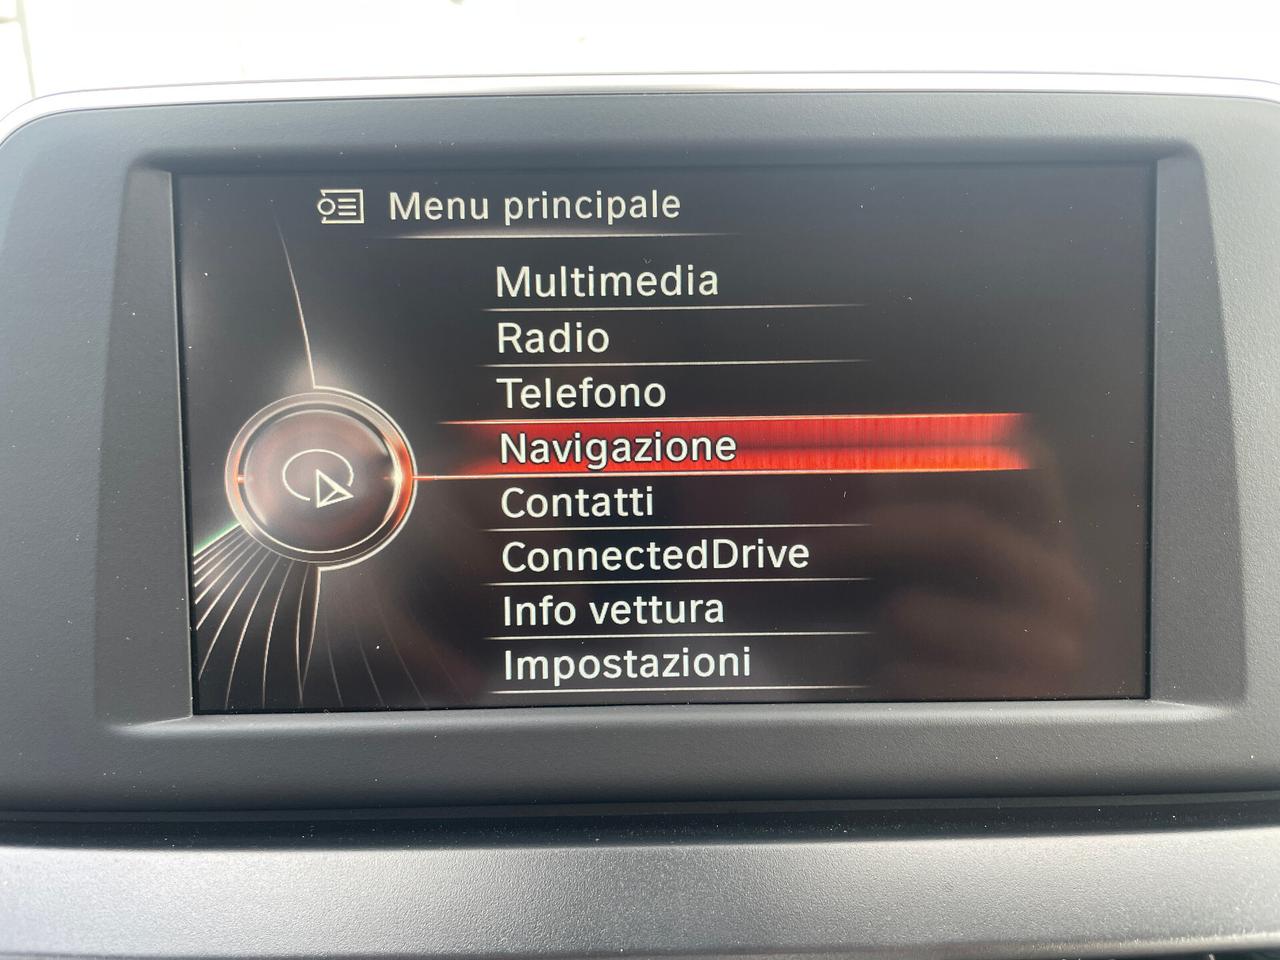 Menu principale
Multimedia
Radio
Telefono
Navigazione
Contatti
ConnectedDrive
Info vettura
Impostazioni